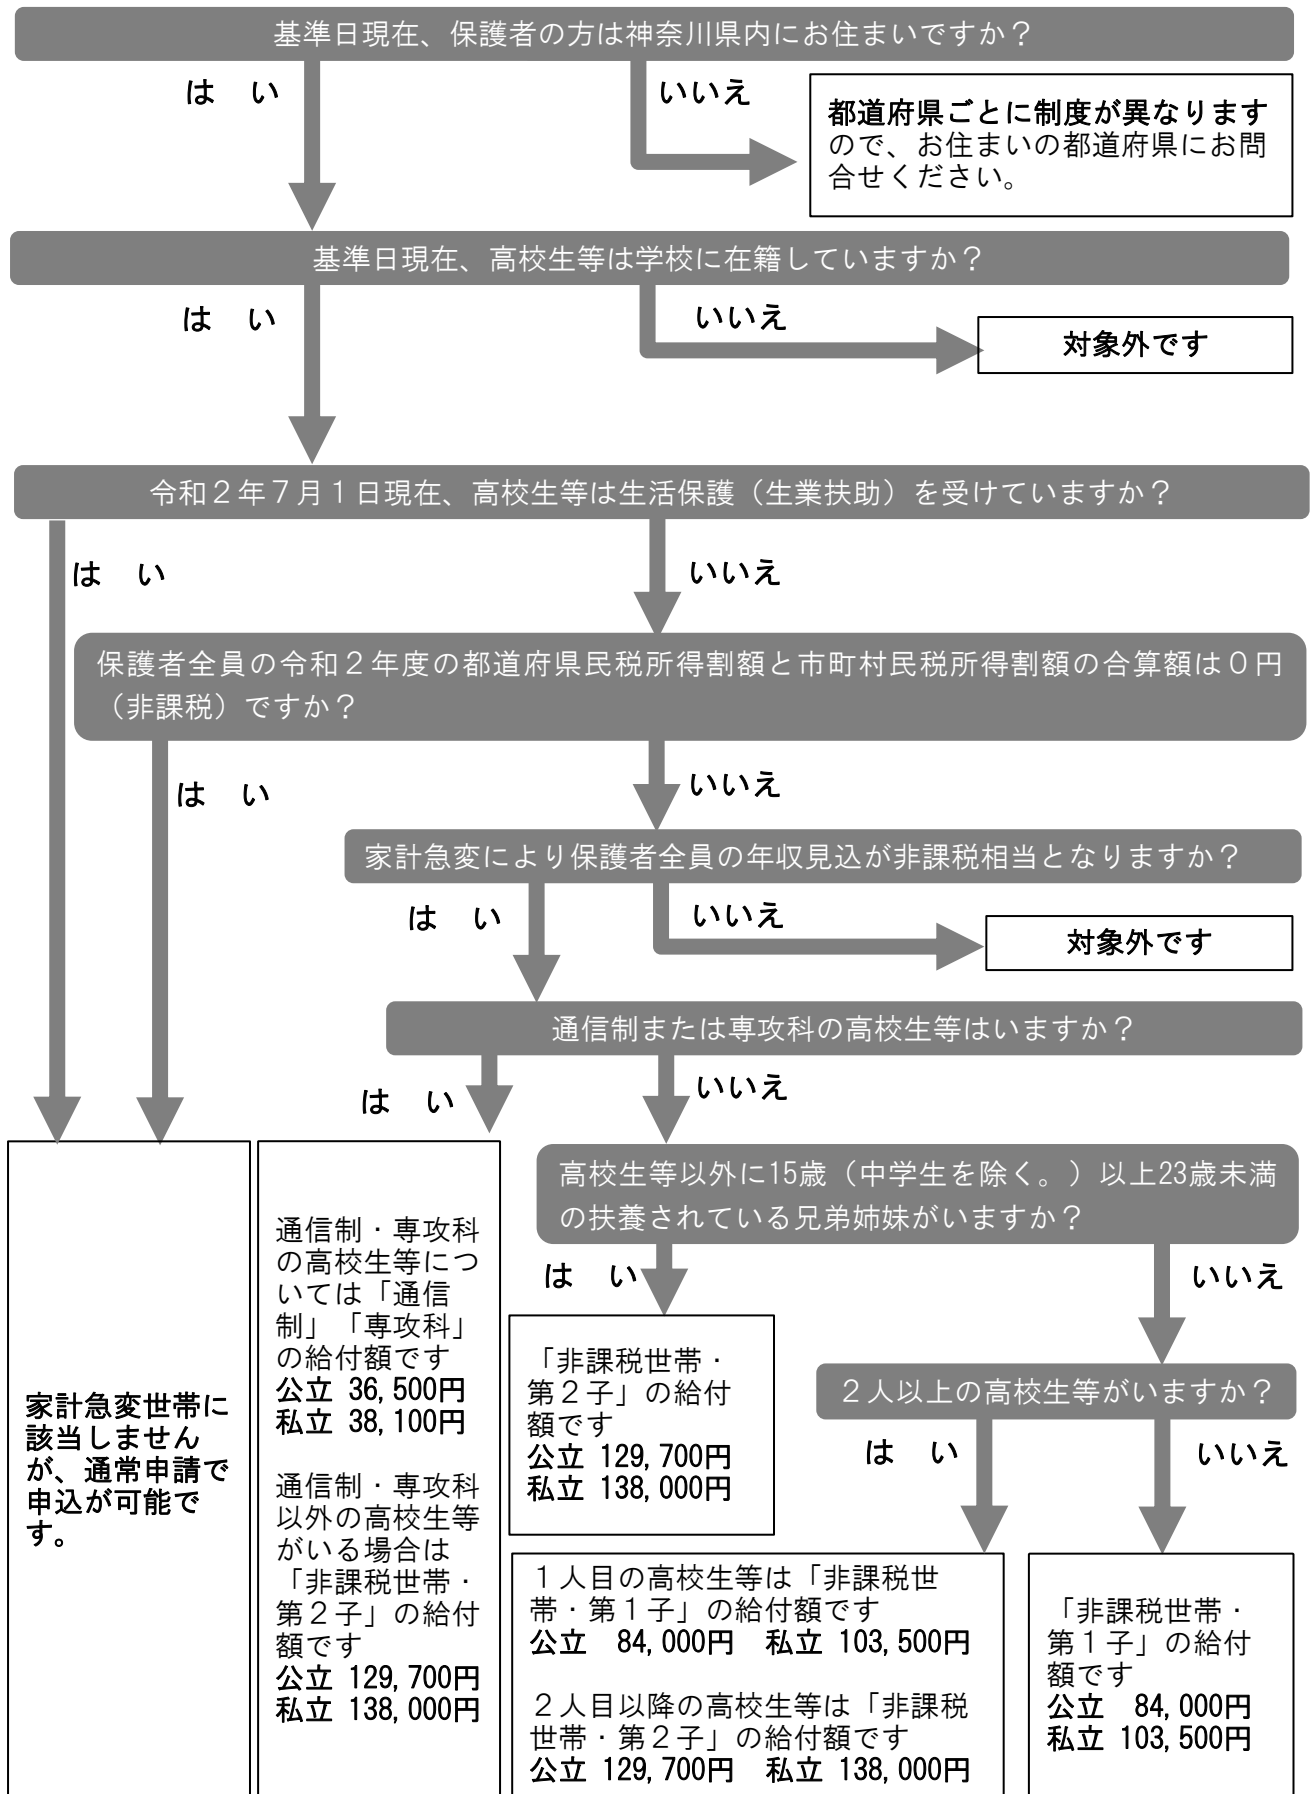 基準日現在、保護者の方は神奈川県内にお住まいですか？
は　い
いいえ
都道府県ごとに制度が異なります
ので、お住まいの都道府県にお問
合せください。
基準日現在、高校生等は学校に在籍していますか？
は　い
いいえ
対象外です
令和２年７月１日現在、高校生等は生活保護（生業扶助）を受けていますか？
は　い
いいえ
保護者全員の令和２年度の都道府県民税所得割額と市町村民税所得割額の合算額は０円
（非課税）ですか？
は　い
いいえ
家計急変により保護者全員の年収見込が非課税相当となりますか？
は　い
いいえ
対象外です
通信制または専攻科の高校生等はいますか？
は　い
いいえ
家計急変世帯に
該当しません
が、通常申請で
申込が可能で
す。
通信制・専攻科
の高校生等につ
いては「通信
制」「専攻科」
の給付額です
公立 36,500円
私立 38,100円
通信制・専攻科
以外の高校生等
がいる場合は
「非課税世帯・
第２子」の給付
額です
公立 129,700円
私立 138,000円
高校生等以外に15歳（中学生を除く。）以上23歳未満
の扶養されている兄弟姉妹がいますか？
は　い
いいえ
「非課税世帯・
第２子」の給付
額です
公立 129,700円
私立 138,000円
２人以上の高校生等がいますか？
は　い
いいえ
１人目の高校生等は「非課税世
帯・第１子」の給付額です
公立　84,000円　私立 103,500円
２人目以降の高校生等は「非課税
世帯・第２子」の給付額です
公立 129,700円　私立 138,000円
「非課税世帯・
第１子」の給付
額です
公立　84,000円
私立 103,500円